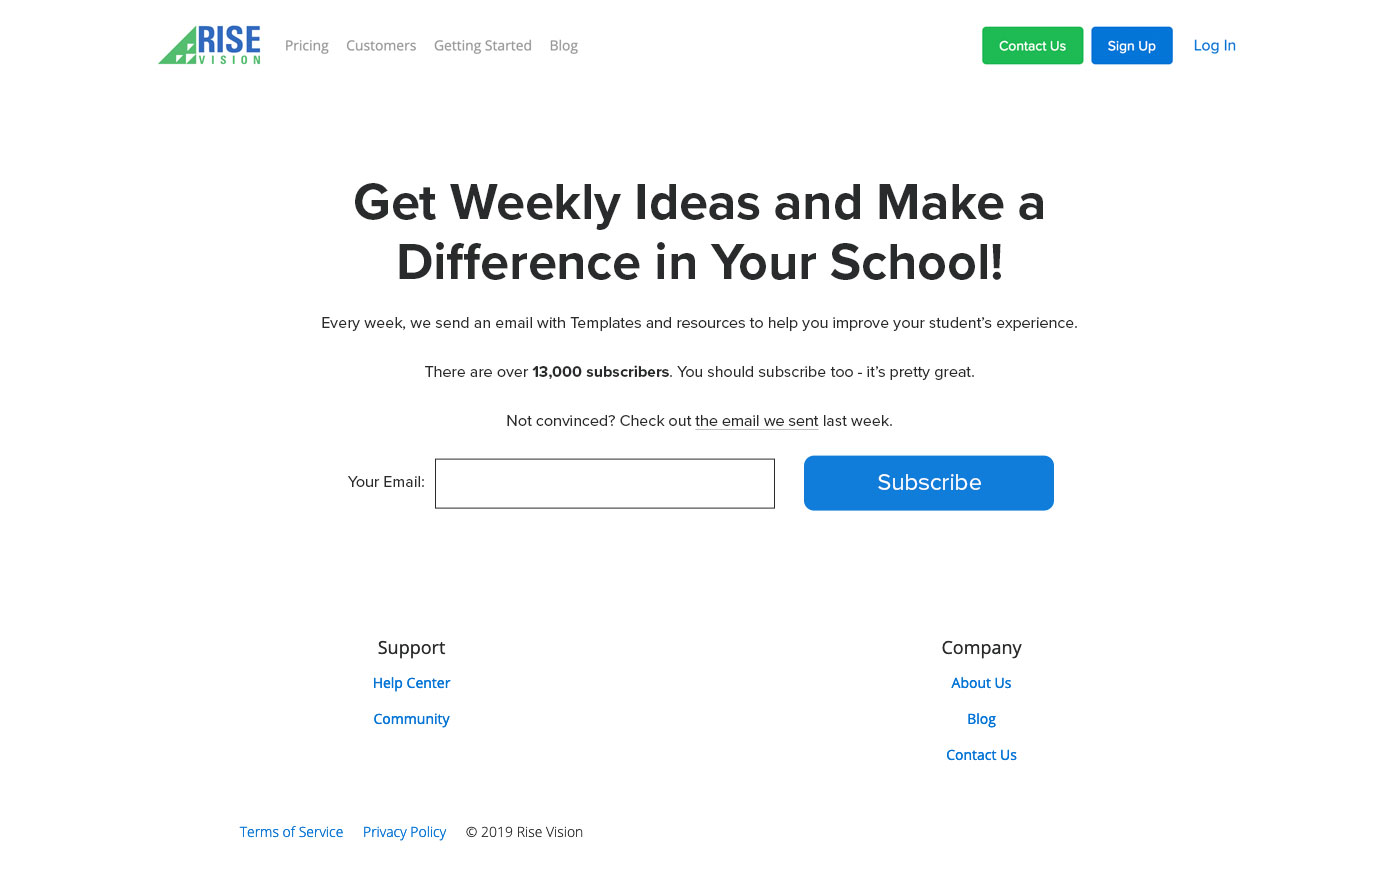 RISE
VISION
Pricing Customers Getting Started Blog
Contact Us Sign Up Log In
Get Weekly Ideas and Make a
Difference in Your School!
Every week, we send an email with Templates and resources to help you improve your student’s experience.
There are over 13,000 subscribers. You should subscribe too - it’s pretty great.
Not convinced? Check out the email we sent last week.
Your Email: Subscribe
Support
Help Center
Community
Company
About Us
Blog
Contact Us
Terms of Service Privacy Policy © 2019 Rise Vision